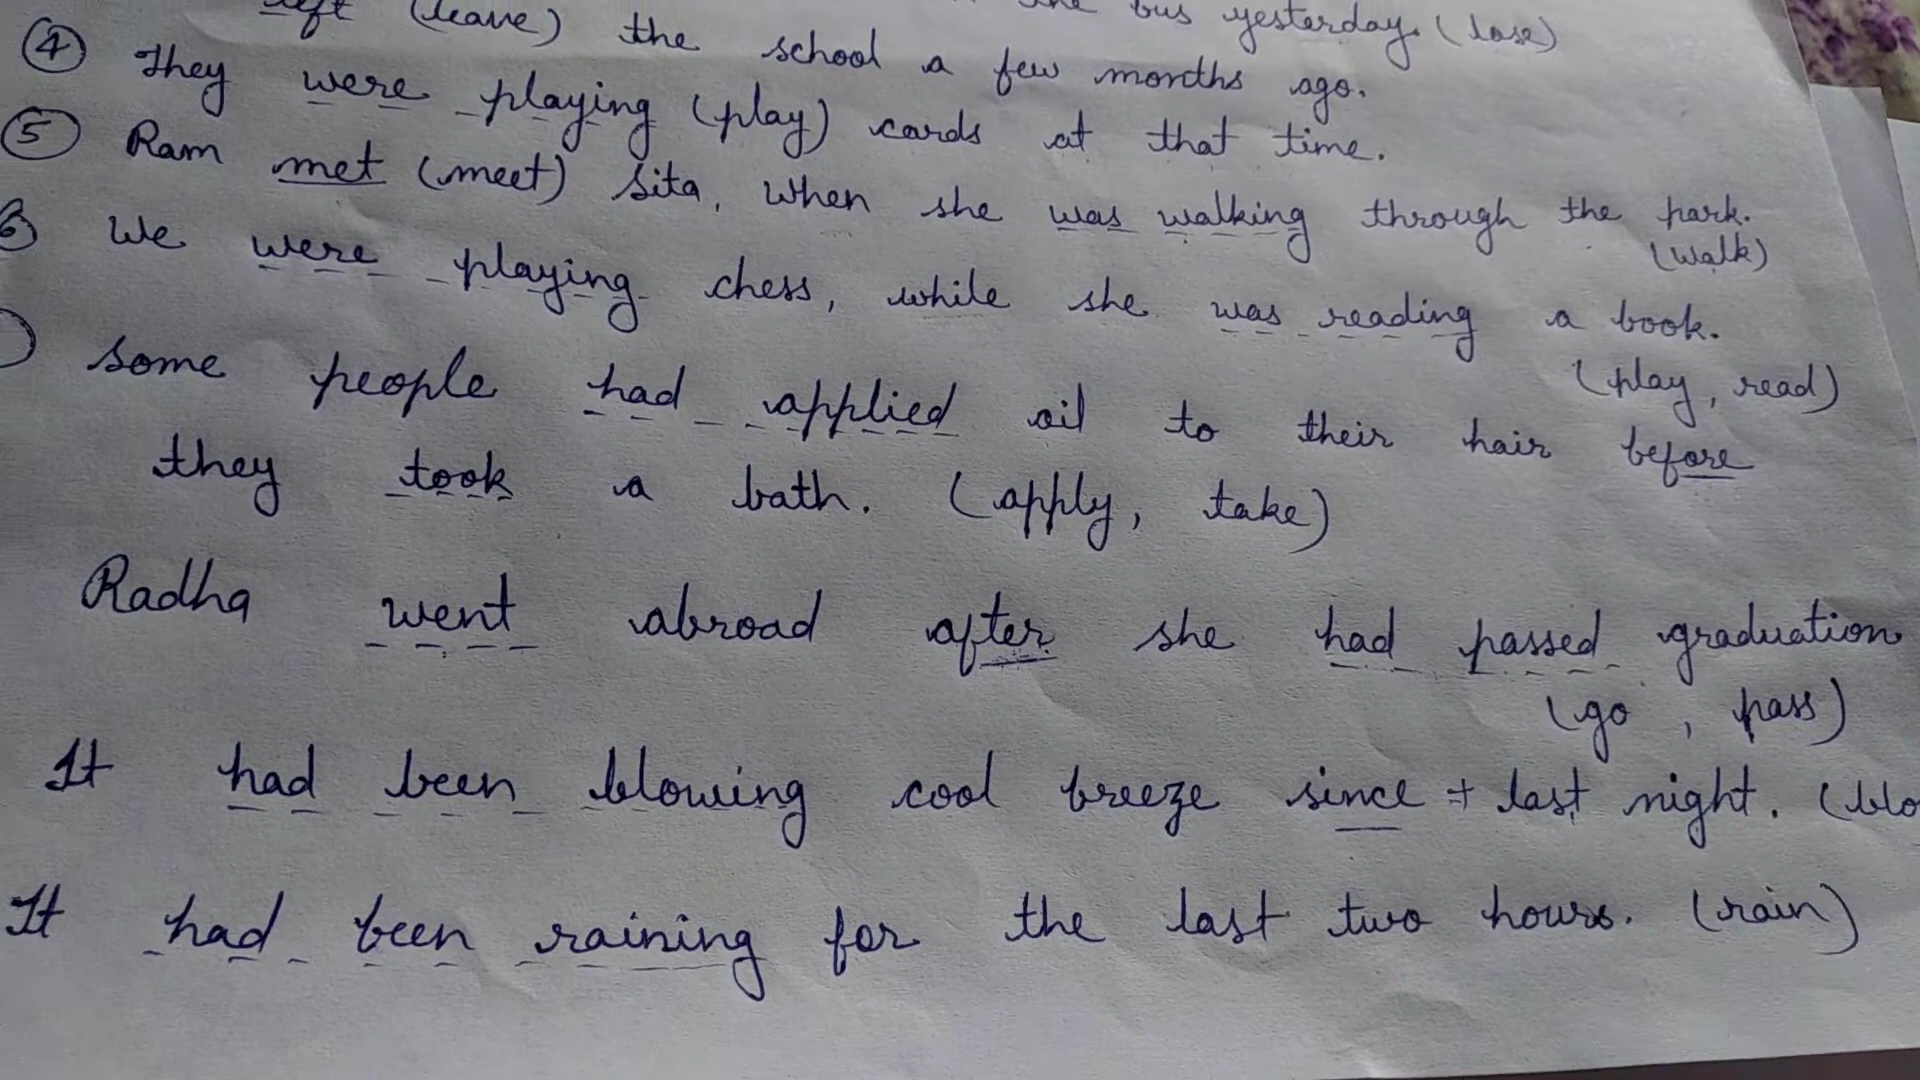 the bus yesterday. (lose)
left (leave) the school a few months ago.
④ They were playing (play) cards at that time.
⑤ Ram met (meet) Sita, when she was walking through the park.
(walk)
6 We were playing chess, while she was reading a book.
(play, read)
Some people had applied oil to their hair before
they took a bath. (apply, take)
Radha went abroad after she had passed graduation
(go, pass)
It had been blowing cool breeze since last night. (blo
It had been raining for the last two hours. (rain)